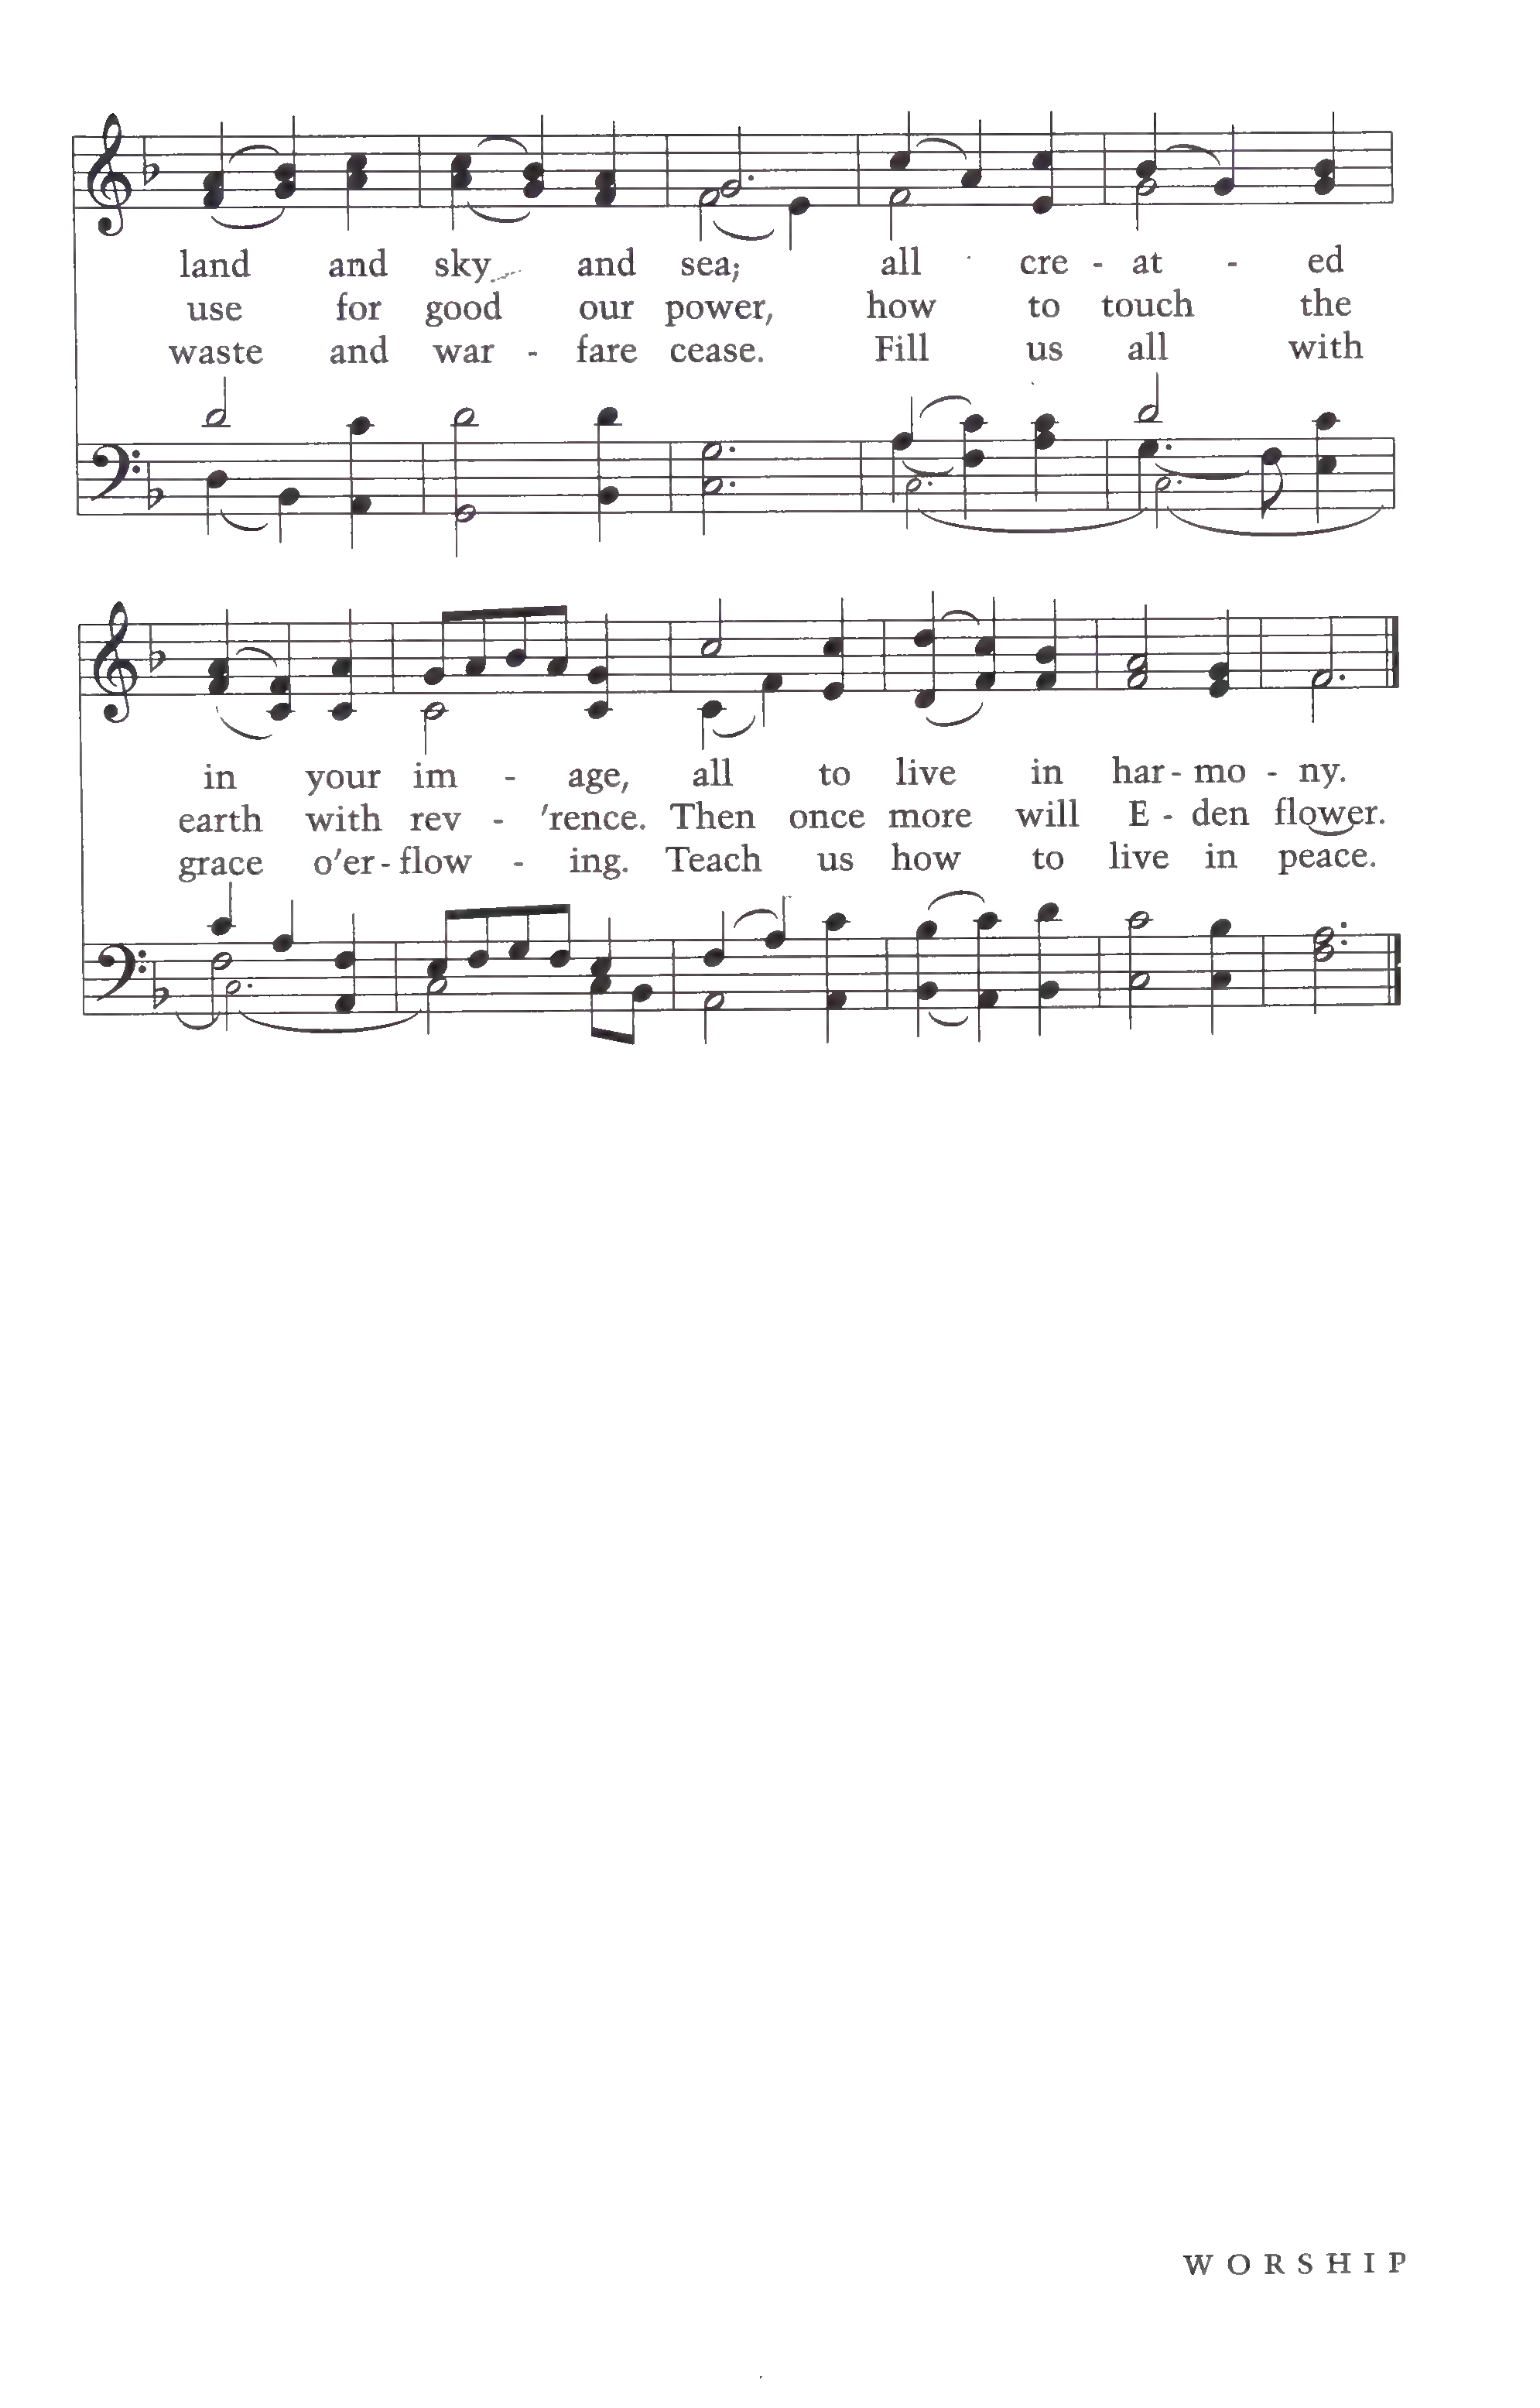 land and sky and sea; all cre - at - ed
use for good our power, how to touch the
waste and war - fare cease. Fill us all with
in your im - age, all to live in har - mo - ny.
earth with rev - 'rence. Then once more will E - den flower.
grace o'er - flow - ing. Teach us how to live in peace.
WORSHIP